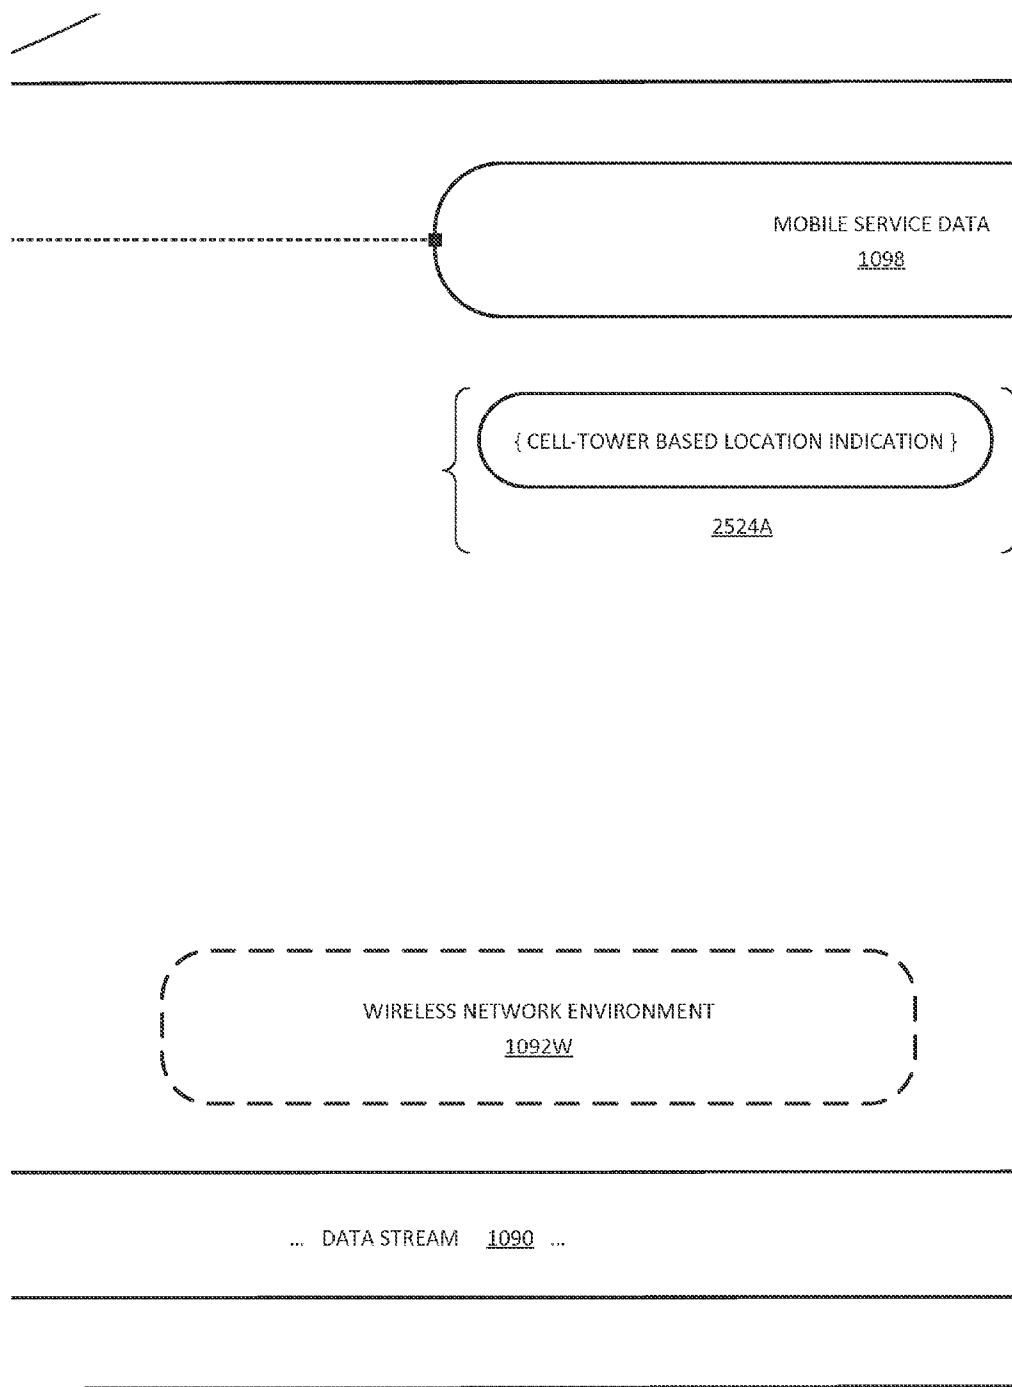 MOBILE SERVICE DATA
1098
{ CELL-TOWER BASED LOCATION INDICATION }
2524A
WIRELESS NETWORK ENVIRONMENT
1092W
... DATA STREAM 1090 ...